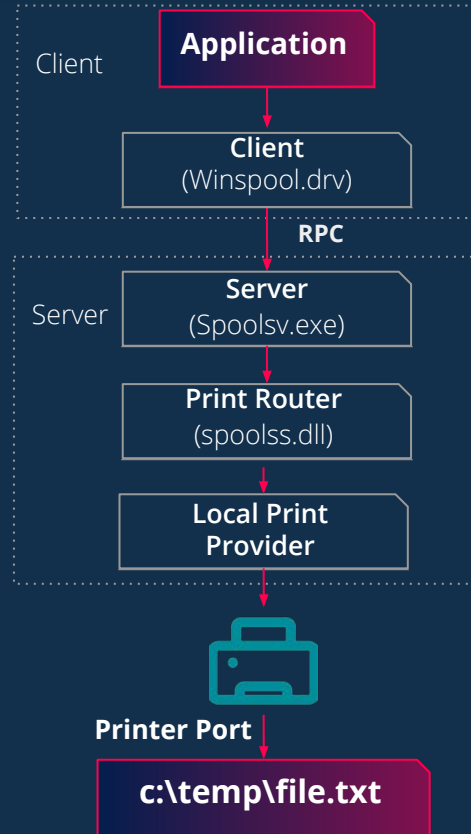 Application
Client
Client
(Winspool.drv)
RPC
Server
Server
(Spoolsv.exe)
Print Router
(spoolss.dll)
Local Print
Provider
Printer Port
c:\temp\file.txt